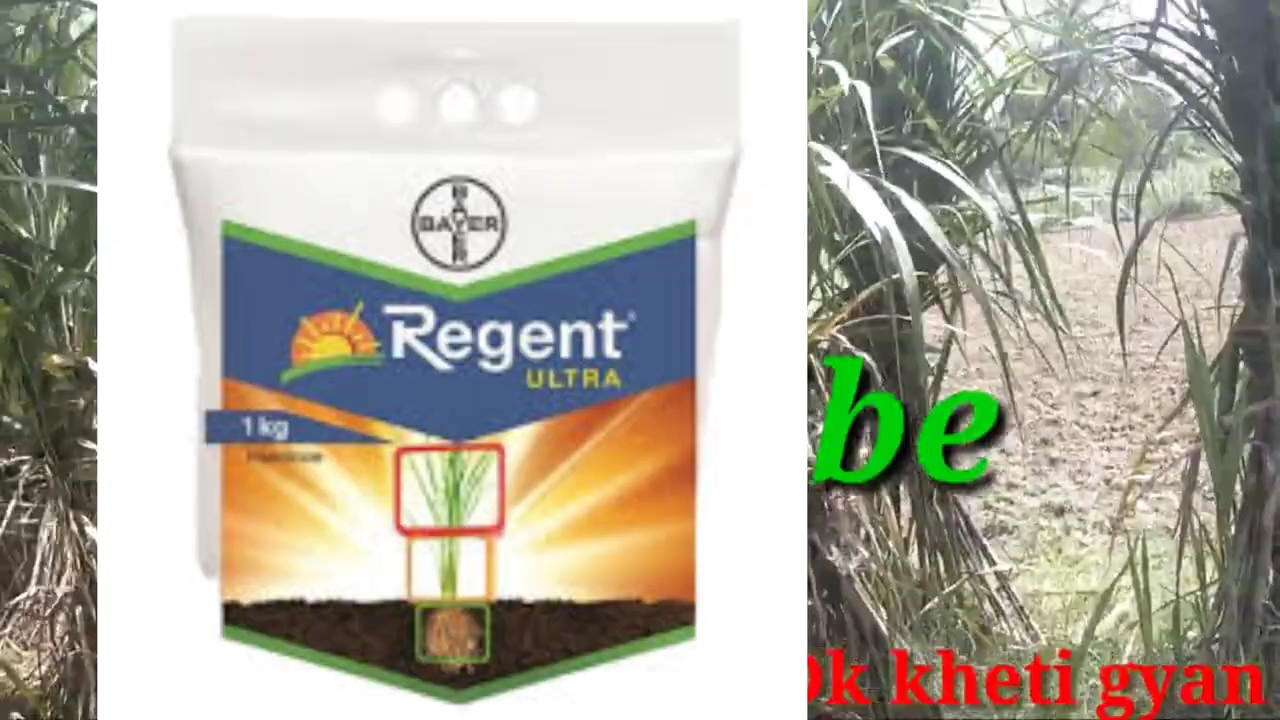 BAYER
BAYER
Regent
ULTRA
1 kg
be
k kheti gyan